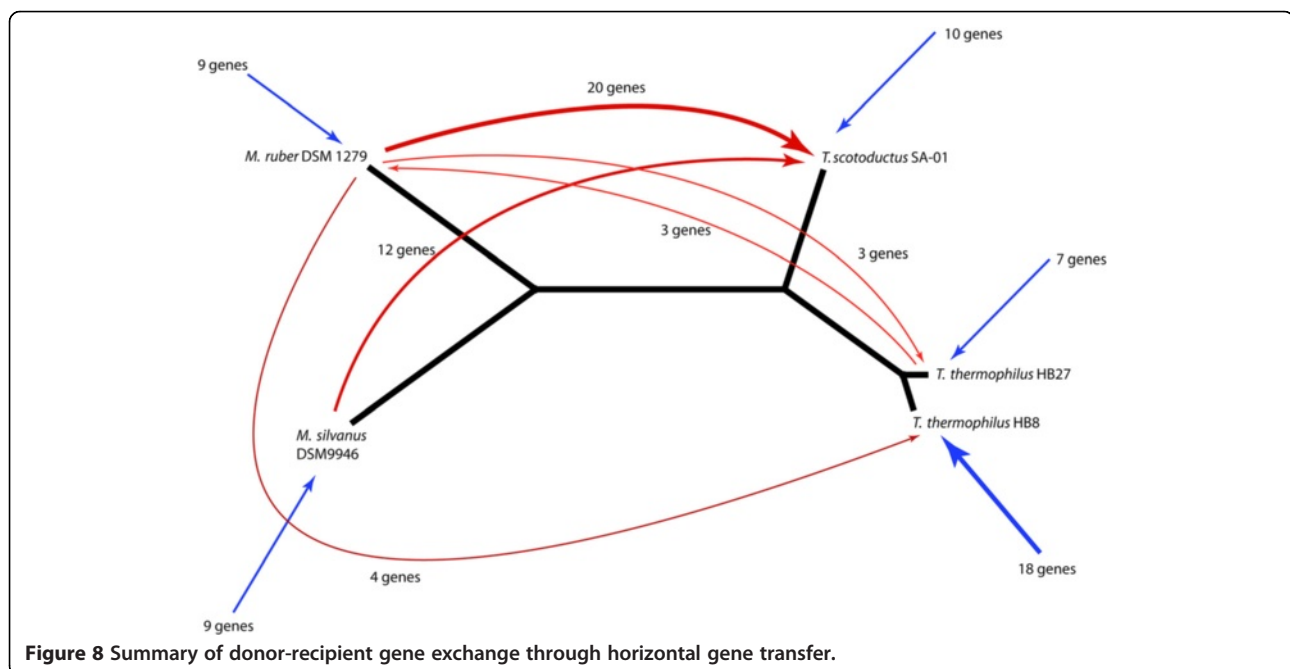 10 genes
9 genes
20 genes
M. ruber DSM 1279
T. scotoductus SA-01
3 genes
12 genes
3 genes
7 genes
T. thermophilus HB27
T. thermophilus HB8
M. silvanus
DSM9946
18 genes
4 genes
9 genes
Figure 8 Summary of donor-recipient gene exchange through horizontal gene transfer.